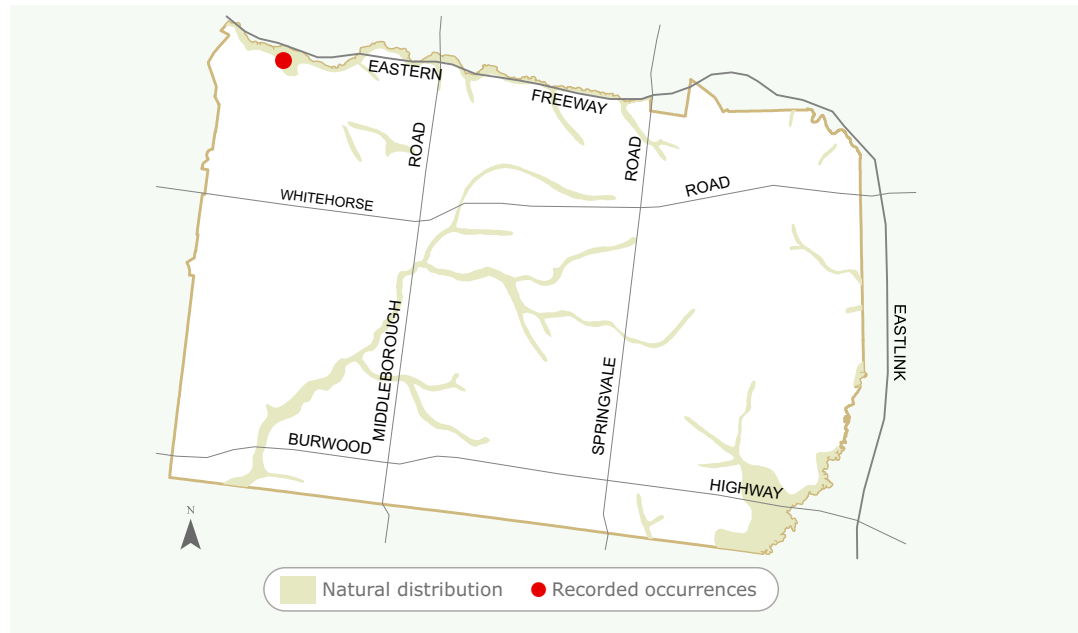 EASTERN
FREEWAY
ROAD
ROAD
WHITEHORSE
ROAD
MIDDLEBOROUGH
EASTLINK
SPRINGVALE
BURWOOD
HIGHWAY
N
Natural distribution
Recorded occurrences